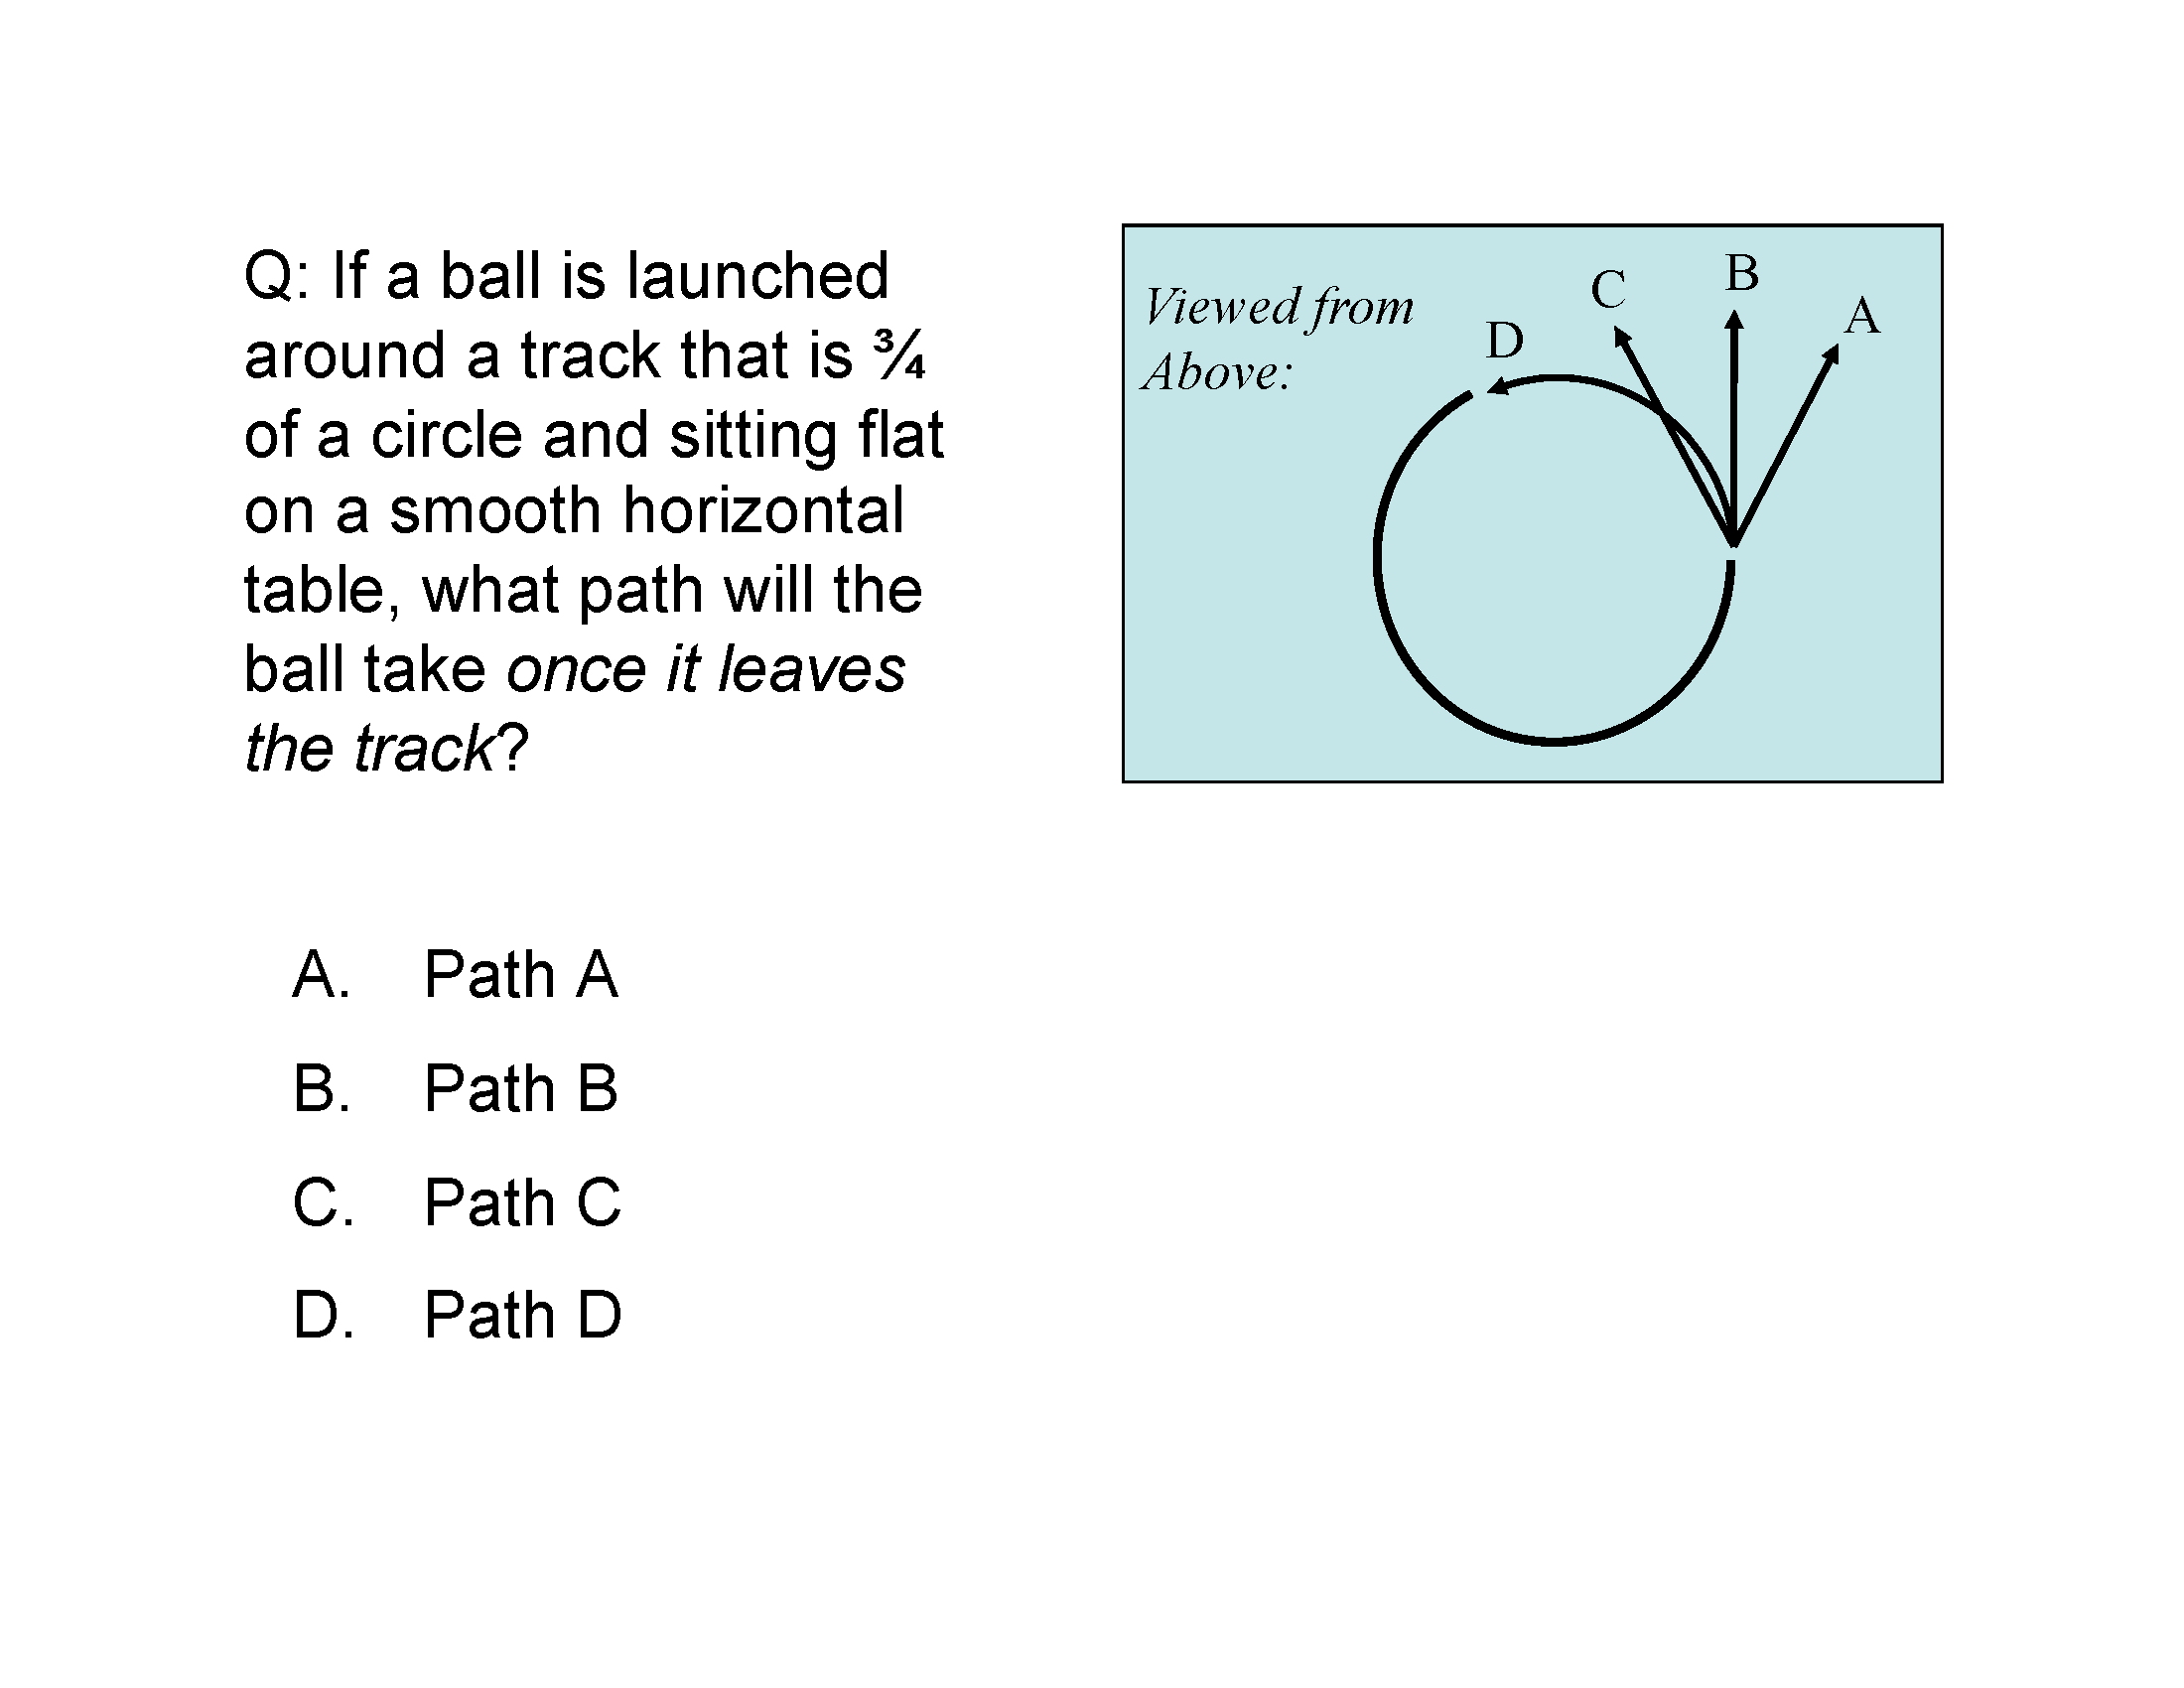 Q: If a ball is launched
around a track that is ¾
of a circle and sitting flat
on a smooth horizontal
table, what path will the
ball take once it leaves
the track?
Viewed from
Above:
D
C
B
A
A. Path A
B. Path B
C. Path C
D. Path D